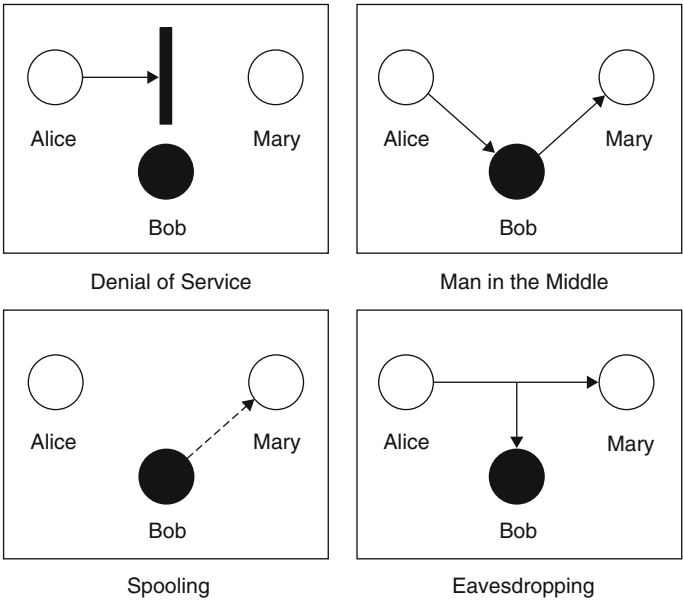 Alice
Mary
Bob
Denial of Service
Alice
Mary
Bob
Man in the Middle
Alice
Mary
Bob
Spooling
Alice
Mary
Bob
Eavesdropping